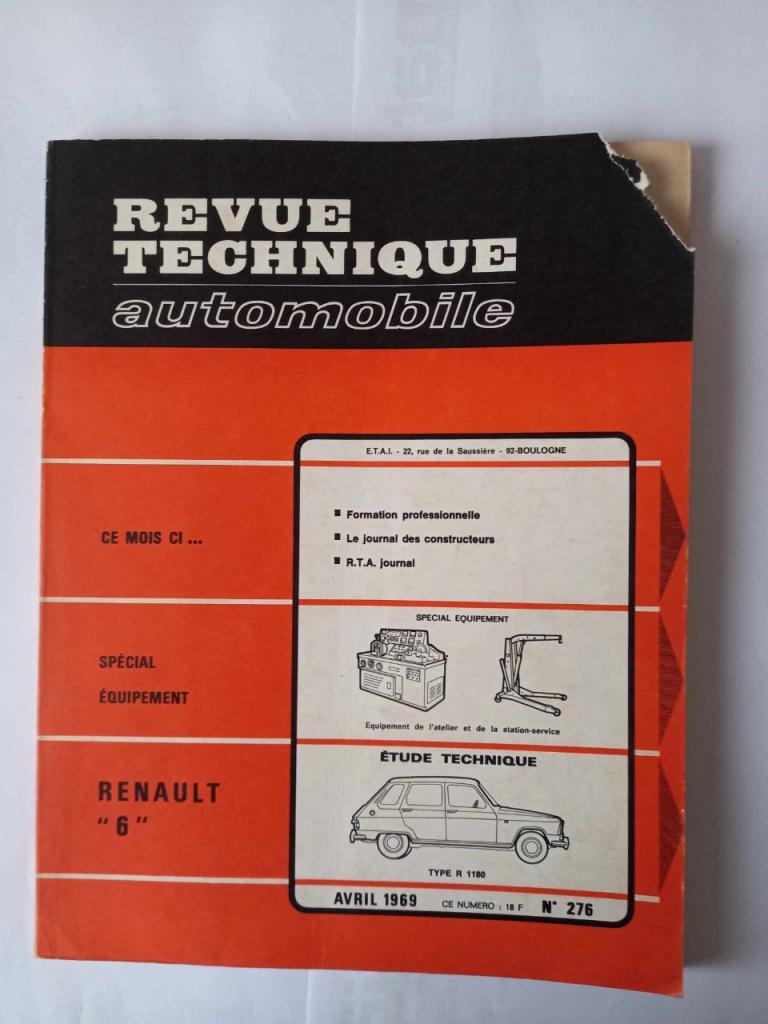 REVUE
TECHNIQUE
automobile
E.T.A.I. - 22, rue de la Saussière - 92-BOULOGNE
CE MOIS CI ...
▪ Formation professionnelle
▪ Le journal des constructeurs
▪ R.T.A. journal
SPÉCIAL
ÉQUIPEMENT
SPECIAL EQUIPEMENT
Equipement de l'atelier et de la station-service
RENAULT
"6"
ÉTUDE TECHNIQUE
TYPE R 1180
AVRIL 1969 CE NUMERO : 18 F N° 276